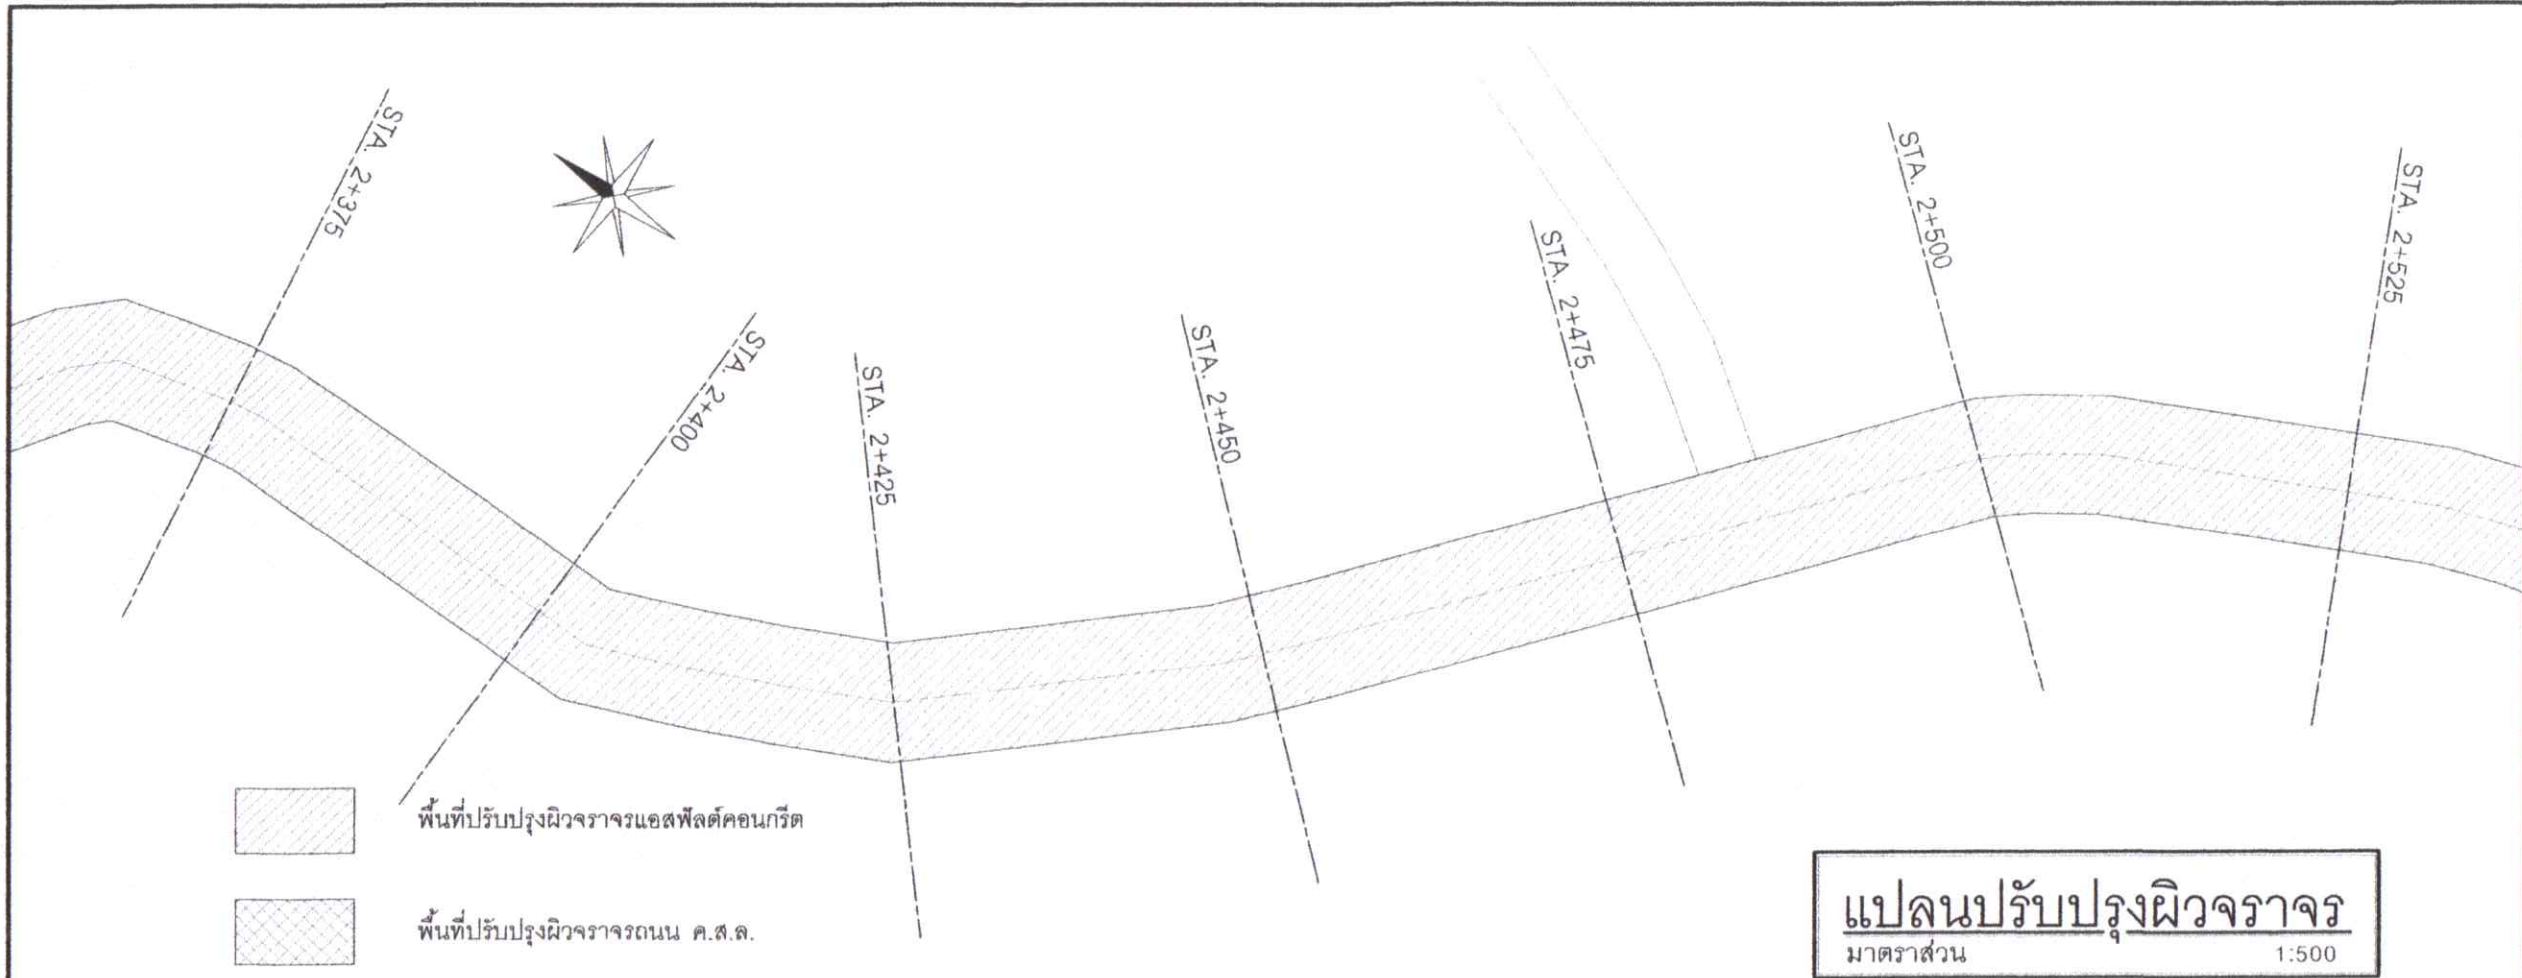 STA. 2+375
STA. 2+400
STA. 2+425
STA. 2+450
STA. 2+475
STA. 2+500
STA. 2+525
พื้นที่ปรับปรุงผิวจราจรแอสฟัลต์คอนกรีต
พื้นที่ปรับปรุงผิวจราจรถนน ค.ส.ล.
แปลนปรับปรุงผิวจราจร
มาตราส่วน 1:500